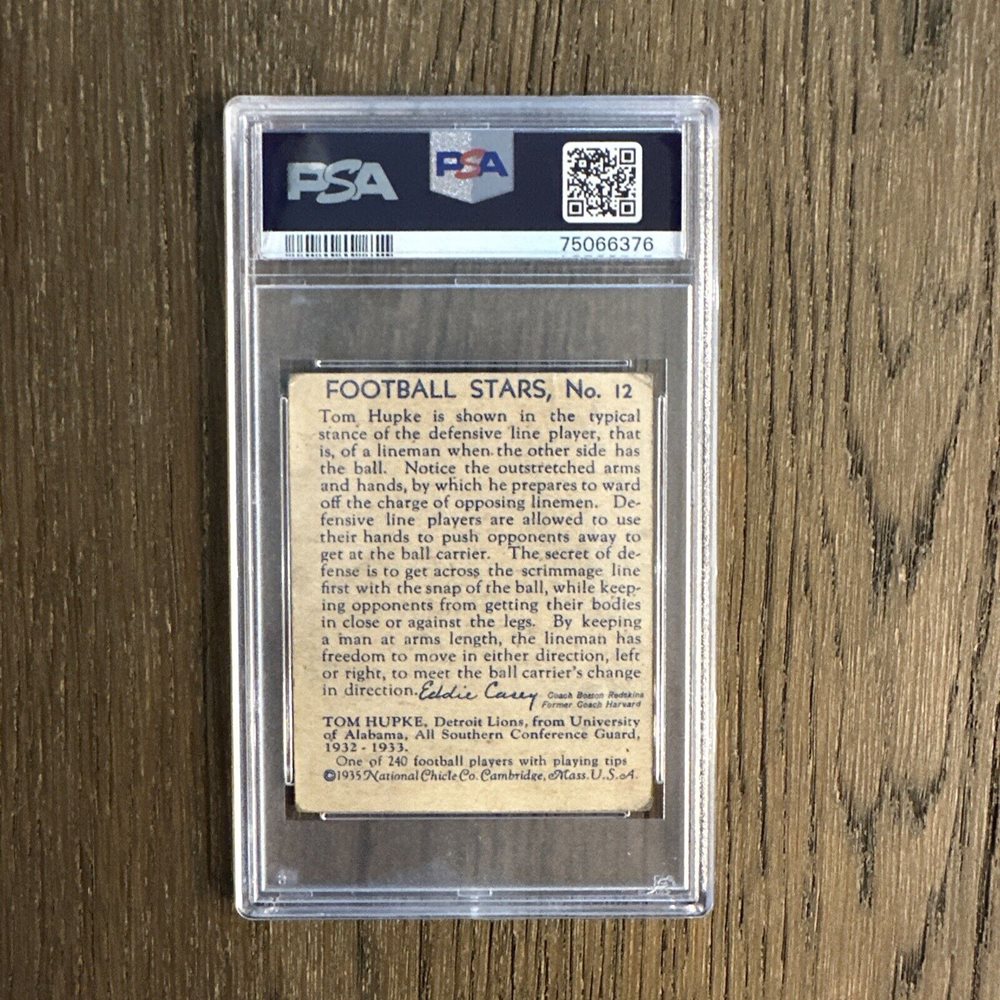 PSA PSA
75066376
FOOTBALL STARS, No. 12
Tom Hupke is shown in the typical
stance of the defensive line player, that
is, of a lineman when the other side has
the ball. Notice the outstretched arms
and hands, by which he prepares to ward
off the charge of opposing linemen. De-
fensive line players are allowed to use
their hands to push opponents away to
get at the ball carrier. The secret of de-
fense is to get across the scrimmage line
first with the snap of the ball, while keep-
ing opponents from getting their bodies
in close or against the legs. By keeping
a man at arms length, the lineman has
freedom to move in either direction, left
or right, to meet the ball carrier's change
in direction. Eddie Casey Coach Boston Redskins
Former Coach Harvard
TOM HUPKE, Detroit Lions, from University
of Alabama, All Southern Conference Guard,
1932 - 1933.
One of 240 football players with playing tips
©1935 National Chicle Co. Cambridge, Mass. U.S.A.